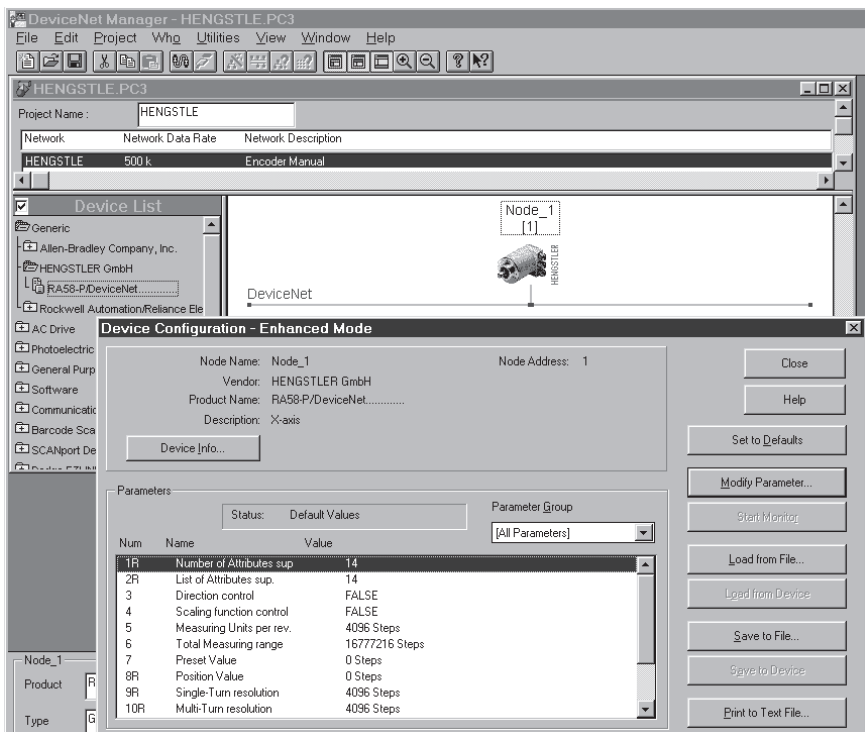 DeviceNet Manager - HENGSTLE.PC3
File Edit Project Who Utilities View Window Help
HENGSTLE.PC3
Project Name : HENGSTLE
Network Network Data Rate Network Description
HENGSTLE 500 k Encoder Manual
Device List
Generic
Allen-Bradley Company, Inc.
HENGSTLER GmbH
RA58-P/DeviceNet.............
Rockwell Automation/Reliance Ele
AC Drive
Photoelectric
General Purp
Software
Communicatio
Barcode Sca
SCANport De
Node_1
[1]
HENGSTLER
DeviceNet
Device Configuration - Enhanced Mode
Node Name: Node_1 Node Address: 1
Vendor: HENGSTLER GmbH
Product Name: RA58-P/DeviceNet.............
Description: X-axis
Device Info...
Close
Help
Set to Defaults
Modify Parameter...
Start Monitor
Load from File...
Load from Device
Save to File...
Save to Device
Print to Text File...
Parameters
Status: Default Values
Parameter Group
[All Parameters]
Num Name Value
1R Number of Attributes sup 14
2R List of Attributes sup. 14
3 Direction control FALSE
4 Scaling function control FALSE
5 Measuring Units per rev. 4096 Steps
6 Total Measuring range 16777216 Steps
7 Preset Value 0 Steps
8R Position Value 0 Steps
9R Single-Turn resolution 4096 Steps
10R Multi-Turn resolution 4096 Steps
Node_1
Product R
Type G